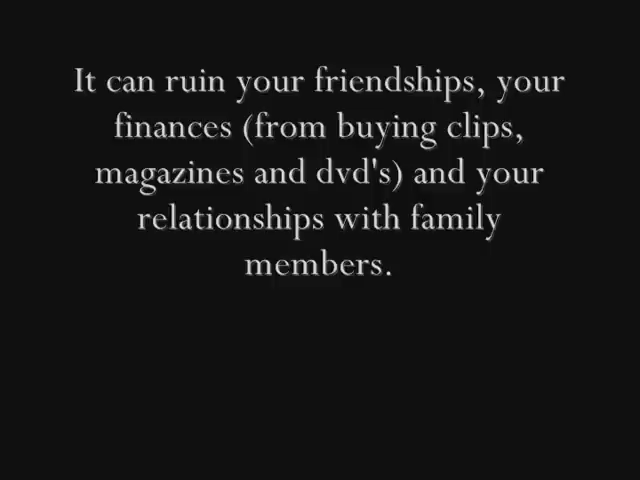 It can ruin your friendships, your
finances (from buying clips,
magazines and dvd's) and your
relationships with family
members.